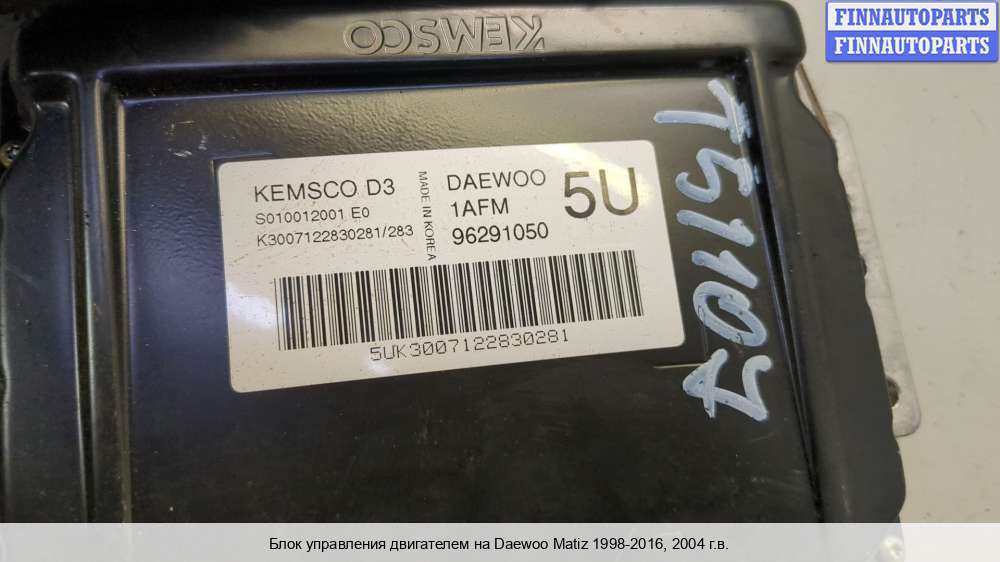 FINNAUTOPARTS
FINNAUTOPARTS
KEMSCO
KEMSCO D3
S010012001 E0
K3007122830281/283
MADE IN KOREA
DAEWOO
1AFM
96291050
5U
5UK3007122830281
T51107
Блок управления двигателем на Daewoo Matiz 1998-2016, 2004 г.в.